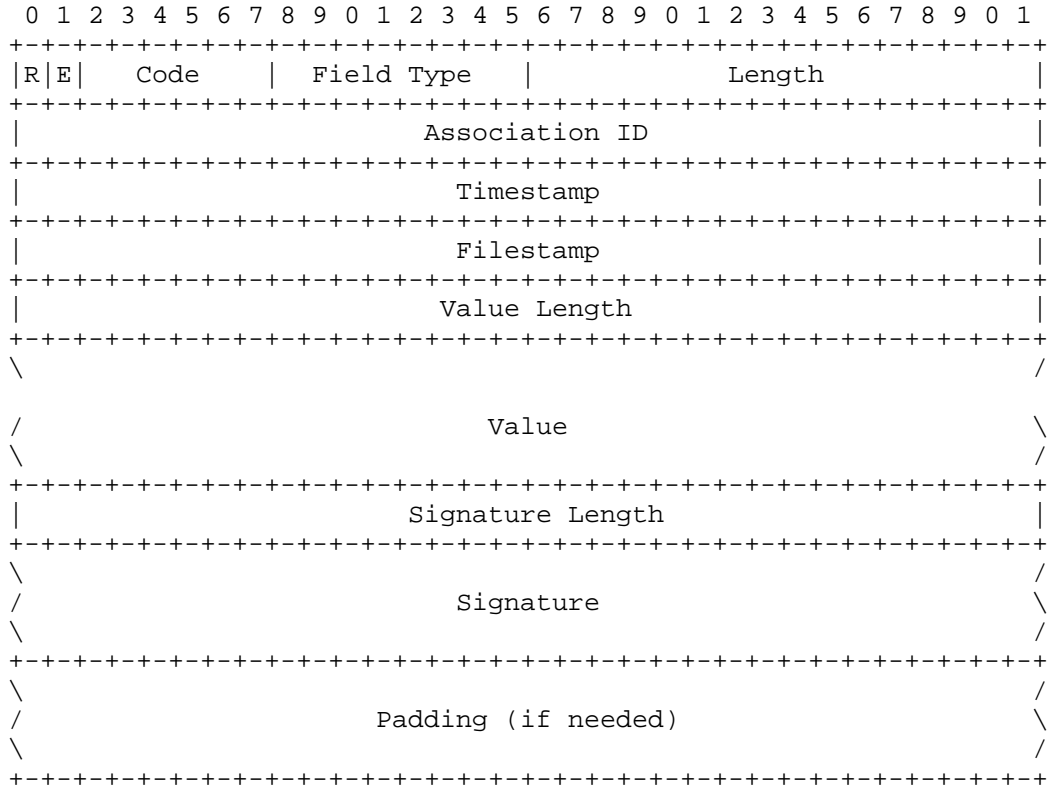 0 1 2 3 4 5 6 7 8 9 0 1 2 3 4 5 6 7 8 9 0 1 2 3 4 5 6 7 8 9 0 1
+-+-+-+-+-+-+-+-+-+-+-+-+-+-+-+-+-+-+-+-+-+-+-+-+-+-+-+-+-+-+-+-+
|R|E|   Code    |  Field Type   |            Length             |
+-+-+-+-+-+-+-+-+-+-+-+-+-+-+-+-+-+-+-+-+-+-+-+-+-+-+-+-+-+-+-+-+
|                         Association ID                        |
+-+-+-+-+-+-+-+-+-+-+-+-+-+-+-+-+-+-+-+-+-+-+-+-+-+-+-+-+-+-+-+-+
|                           Timestamp                           |
+-+-+-+-+-+-+-+-+-+-+-+-+-+-+-+-+-+-+-+-+-+-+-+-+-+-+-+-+-+-+-+-+
|                           Filestamp                           |
+-+-+-+-+-+-+-+-+-+-+-+-+-+-+-+-+-+-+-+-+-+-+-+-+-+-+-+-+-+-+-+-+
|                          Value Length                         |
+-+-+-+-+-+-+-+-+-+-+-+-+-+-+-+-+-+-+-+-+-+-+-+-+-+-+-+-+-+-+-+-+
\                                                               /

/                             Value                             \
\                                                               /
+-+-+-+-+-+-+-+-+-+-+-+-+-+-+-+-+-+-+-+-+-+-+-+-+-+-+-+-+-+-+-+-+
|                        Signature Length                       |
+-+-+-+-+-+-+-+-+-+-+-+-+-+-+-+-+-+-+-+-+-+-+-+-+-+-+-+-+-+-+-+-+
\                                                               /
/                           Signature                           \
\                                                               /
+-+-+-+-+-+-+-+-+-+-+-+-+-+-+-+-+-+-+-+-+-+-+-+-+-+-+-+-+-+-+-+-+
\                                                               /
/                      Padding (if needed)                      \
\                                                               /
+-+-+-+-+-+-+-+-+-+-+-+-+-+-+-+-+-+-+-+-+-+-+-+-+-+-+-+-+-+-+-+-+